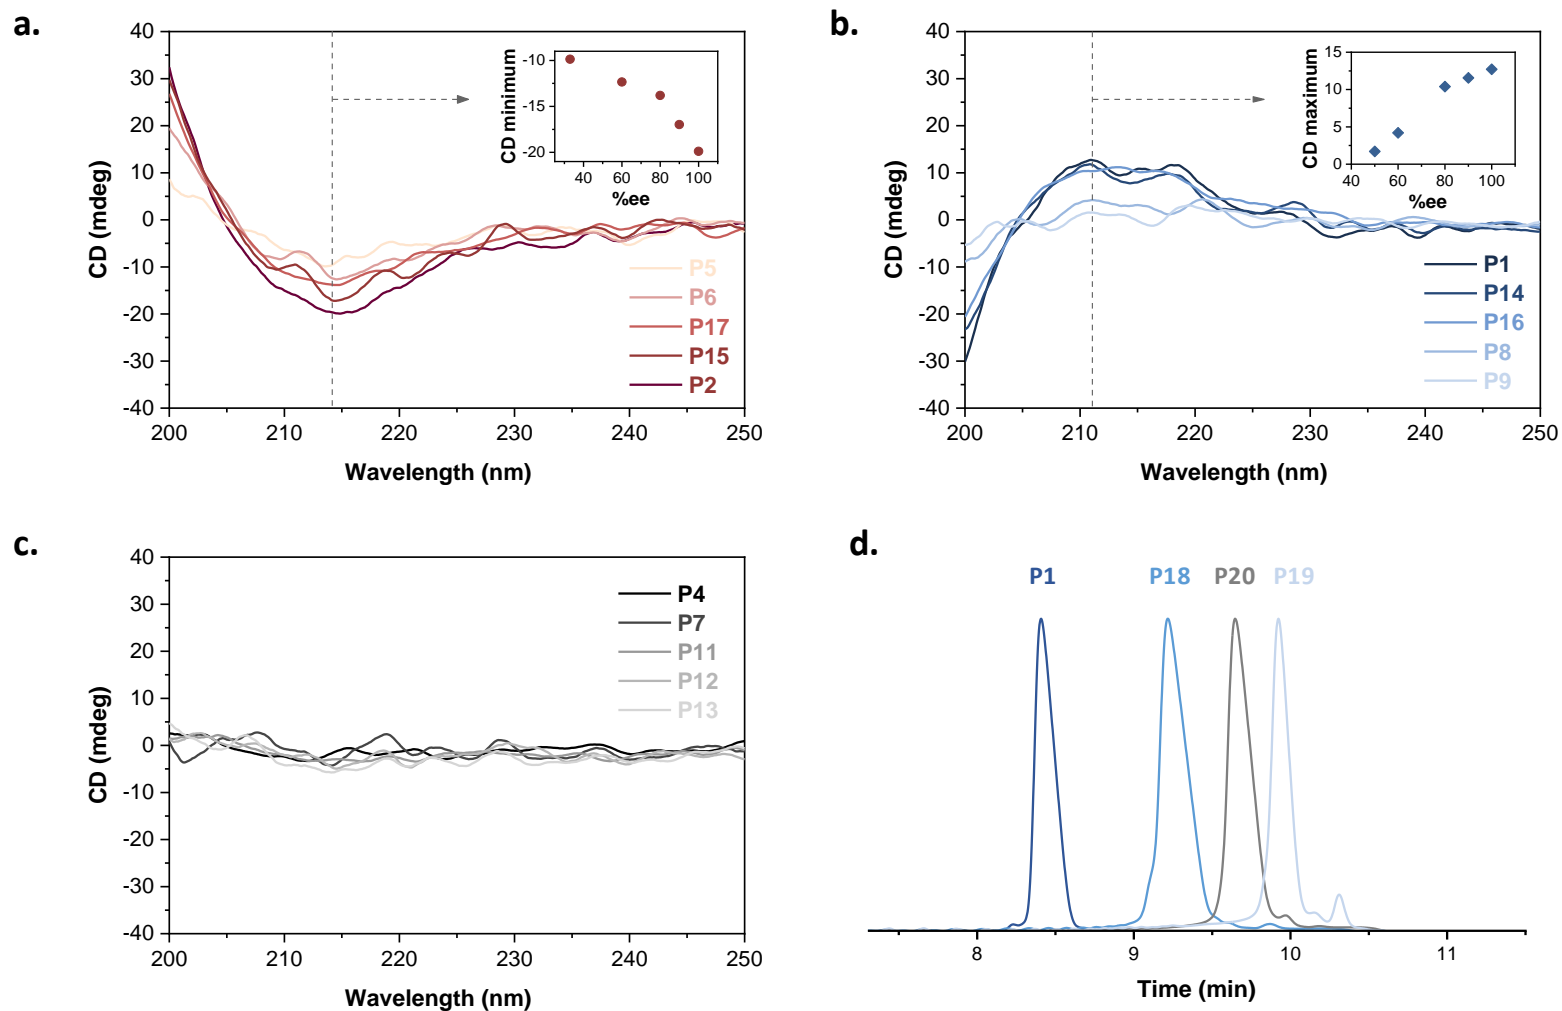 a.
40
30
20
10
0
-10
-20
-30
-40
CD (mdeg)
200
210
220
230
240
250
Wavelength (nm)
CD minimum
-10
-15
-20
40
60
80
100
%ee
P5
P6
P17
P15
P2
b.
40
30
20
10
0
-10
-20
-30
-40
CD (mdeg)
200
210
220
230
240
250
Wavelength (nm)
CD maximum
15
10
5
0
40
60
80
100
%ee
P1
P14
P16
P8
P9
c.
40
30
20
10
0
-10
-20
-30
-40
CD (mdeg)
200
210
220
230
240
250
Wavelength (nm)
P4
P7
P11
P12
P13
d.
P1
P18
P20
P19
8
9
10
11
Time (min)